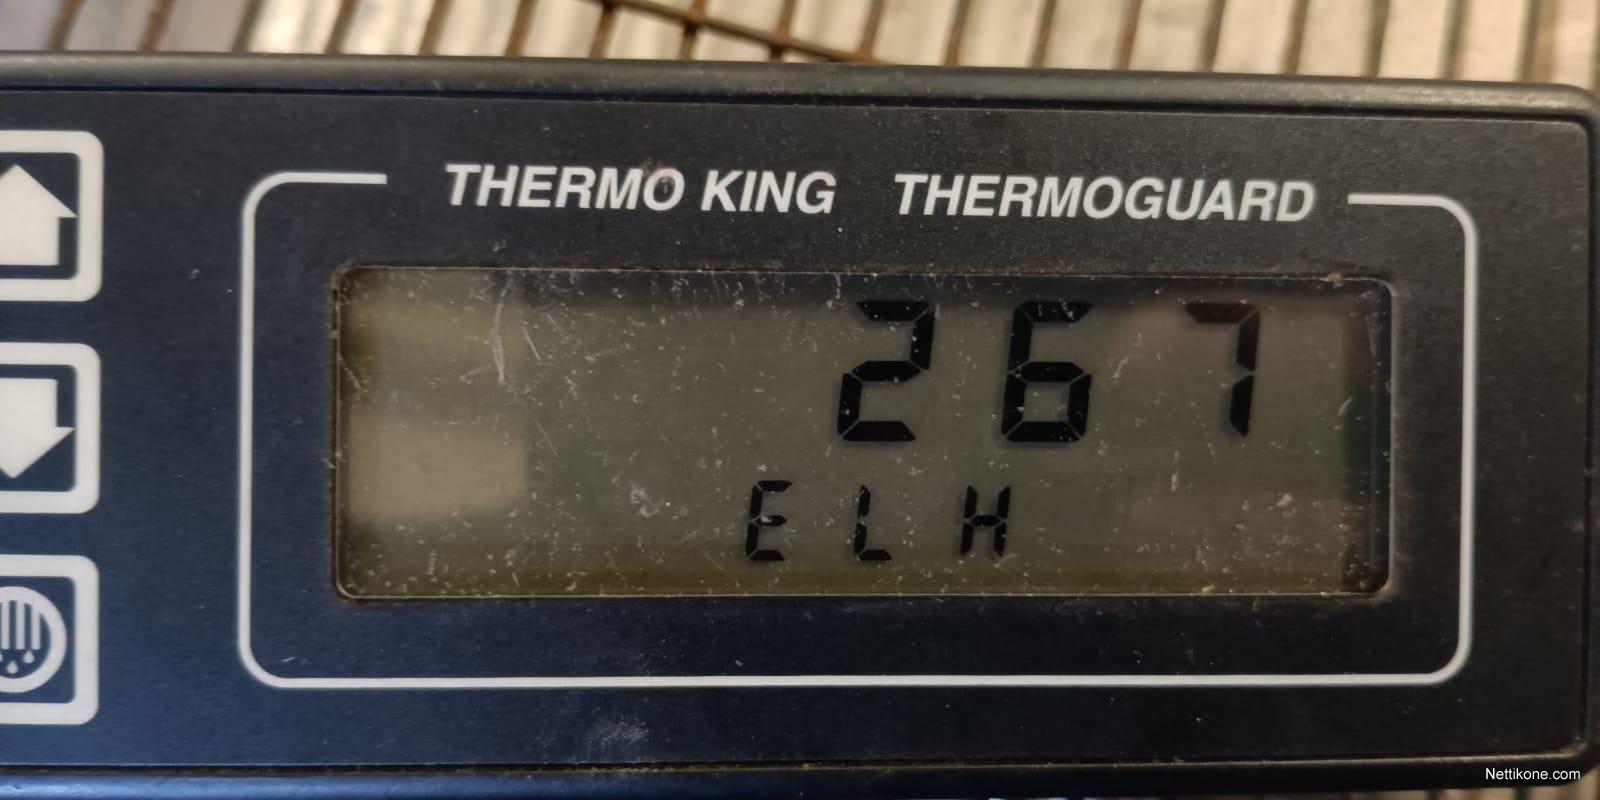 THERMO KING THERMOGUARD
267
ELH
Nettikone.com